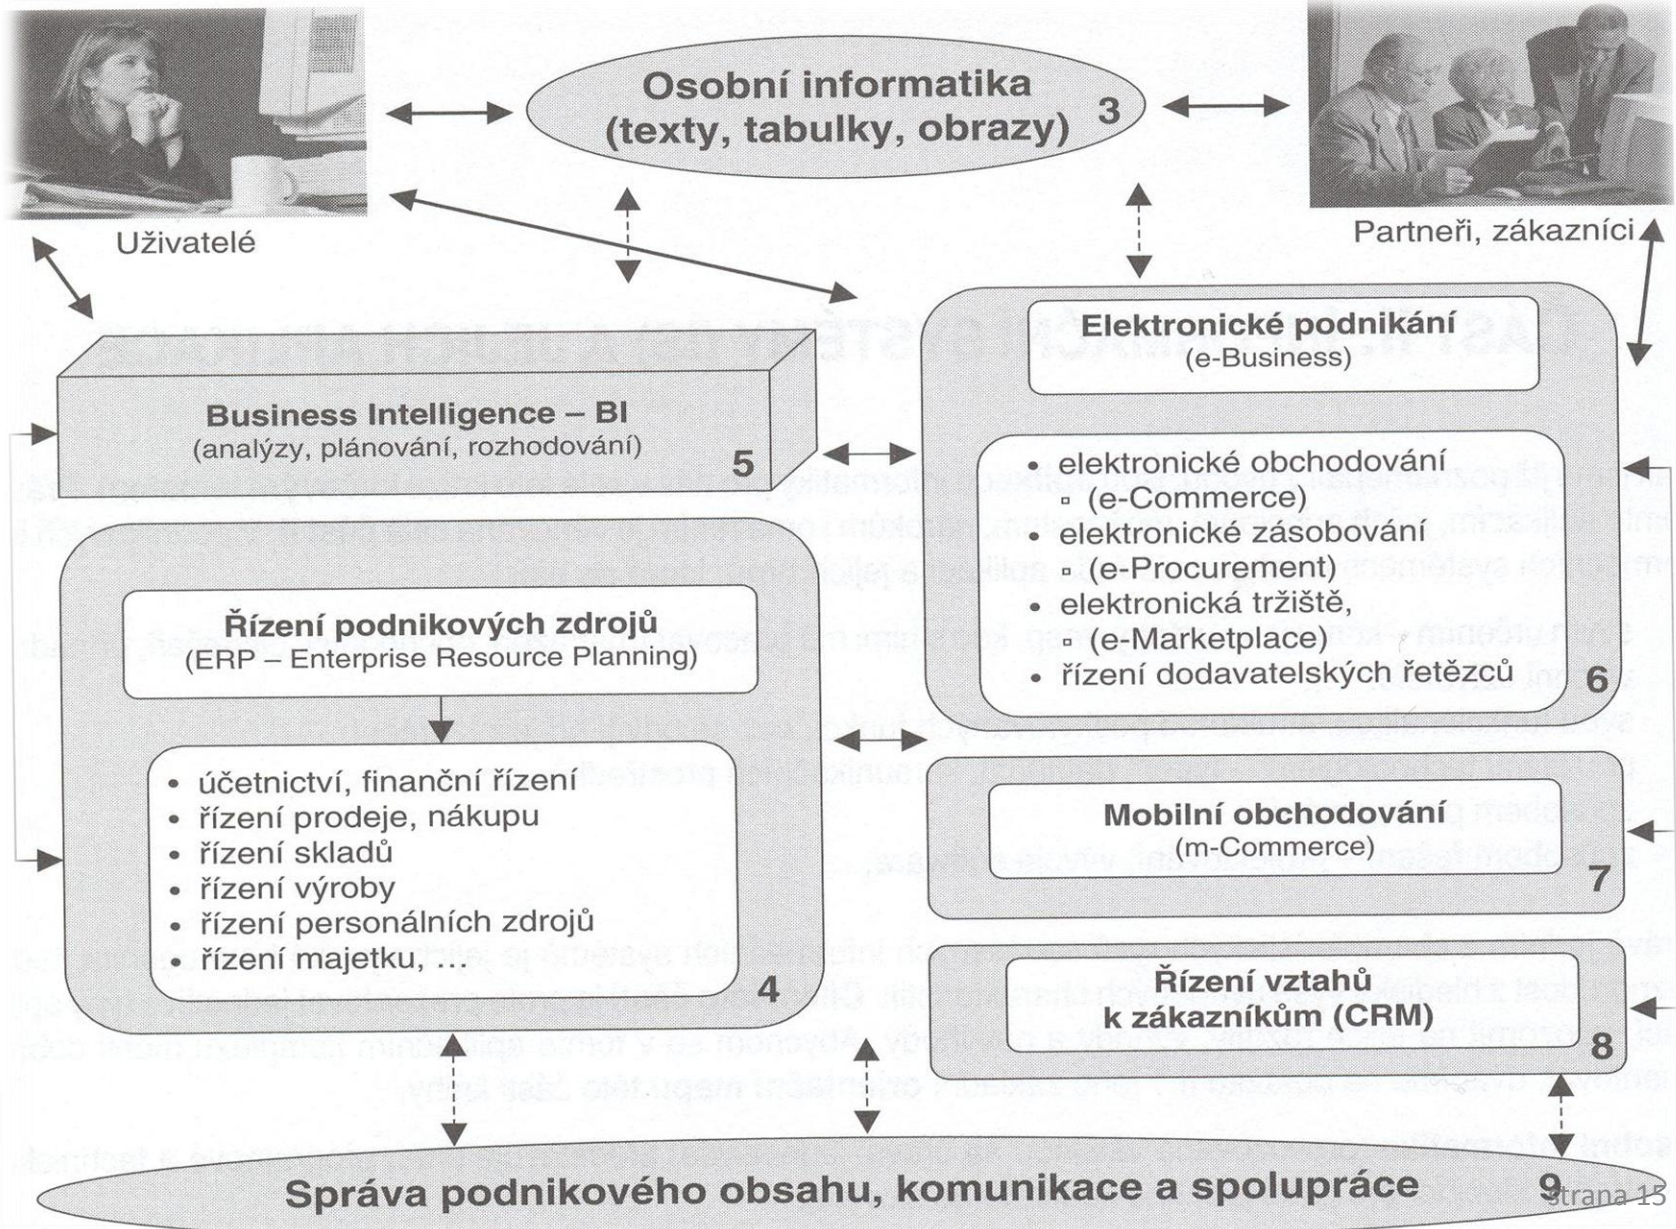 Osobní informatika
(texty, tabulky, obrazy) 3
Uživatelé
Partneři, zákazníci
Elektronické podnikání
(e-Business)
Business Intelligence – BI
(analýzy, plánování, rozhodování)
5
• elektronické obchodování
- (e-Commerce)
• elektronické zásobování
- (e-Procurement)
• elektronická tržiště,
- (e-Marketplace)
• řízení dodavatelských řetězců
6
Řízení podnikových zdrojů
(ERP – Enterprise Resource Planning)
• účetnictví, finanční řízení
• řízení prodeje, nákupu
• řízení skladů
• řízení výroby
• řízení personálních zdrojů
• řízení majetku, ...
4
Mobilní obchodování
(m-Commerce)
7
Řízení vztahů
k zákazníkům (CRM)
8
Správa podnikového obsahu, komunikace a spolupráce 9
strana 15